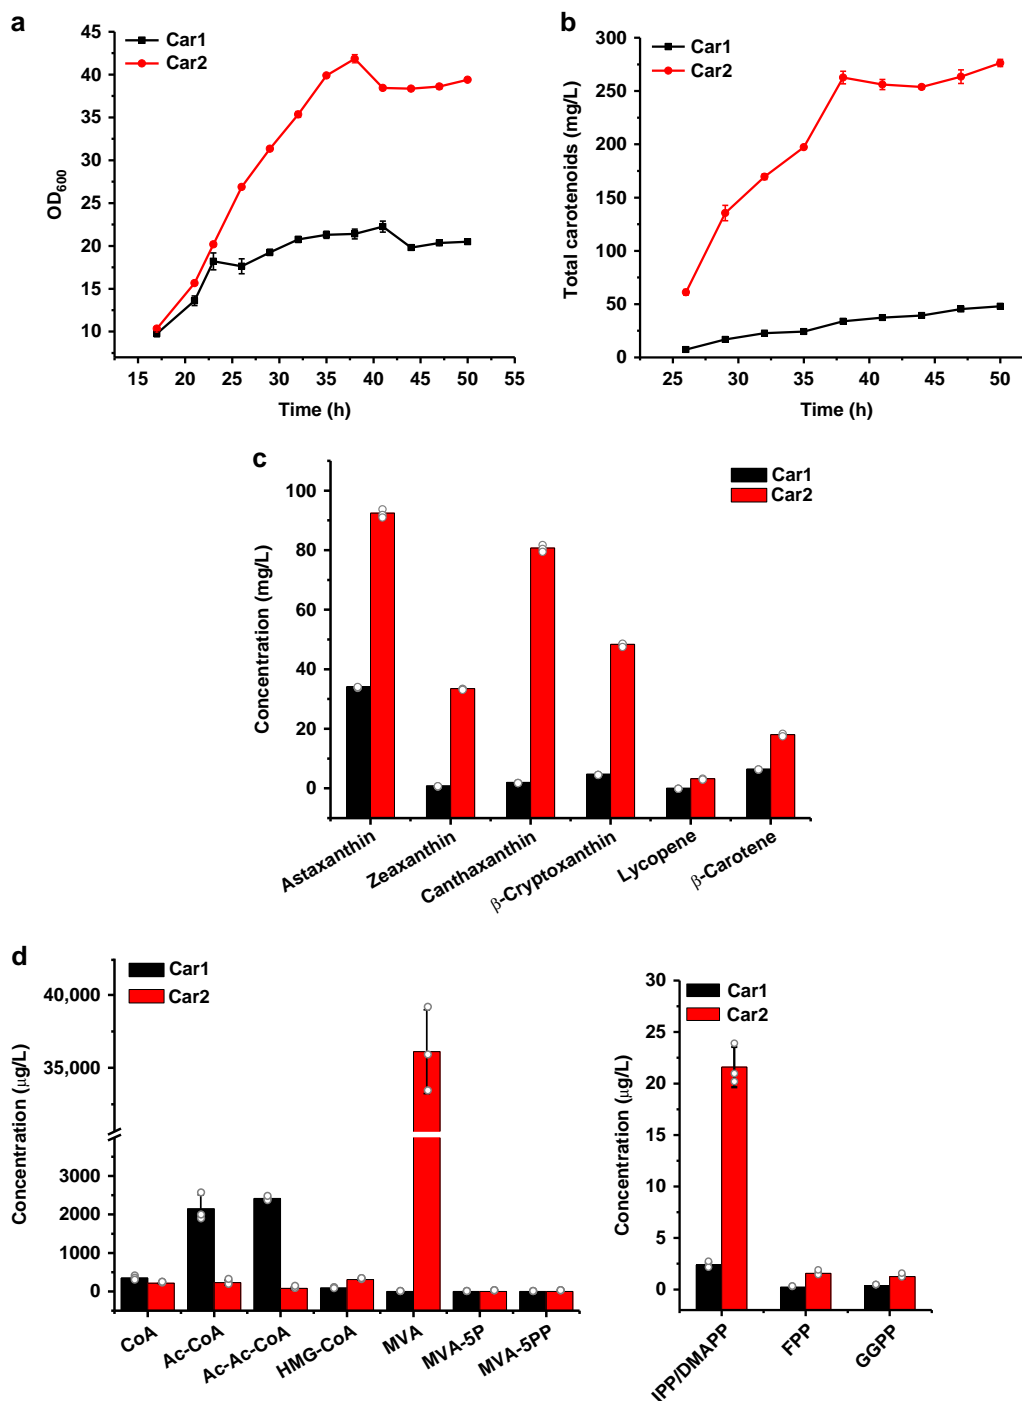 a
Car1
Car2
45
40
35
30
25
20
15
10
OD600
15 20 25 30 35 40 45 50 55
Time (h)
b
Car1
Car2
300
250
200
150
100
50
0
Total carotenoids (mg/L)
25 30 35 40 45 50
Time (h)
c
Car1
Car2
100
80
60
40
20
0
Concentration (mg/L)
Astaxanthin
Zeaxanthin
Canthaxanthin
β-Cryptoxanthin
Lycopene
β-Carotene
d
Car1
Car2
40,000
35,000
3000
2000
1000
0
Concentration (μg/L)
CoA
Ac-CoA
Ac-Ac-CoA
HMG-CoA
MVA
MVA-5P
MVA-5PP
Car1
Car2
30
25
20
15
10
5
0
Concentration (μg/L)
IPP/DMAPP
FPP
GGPP